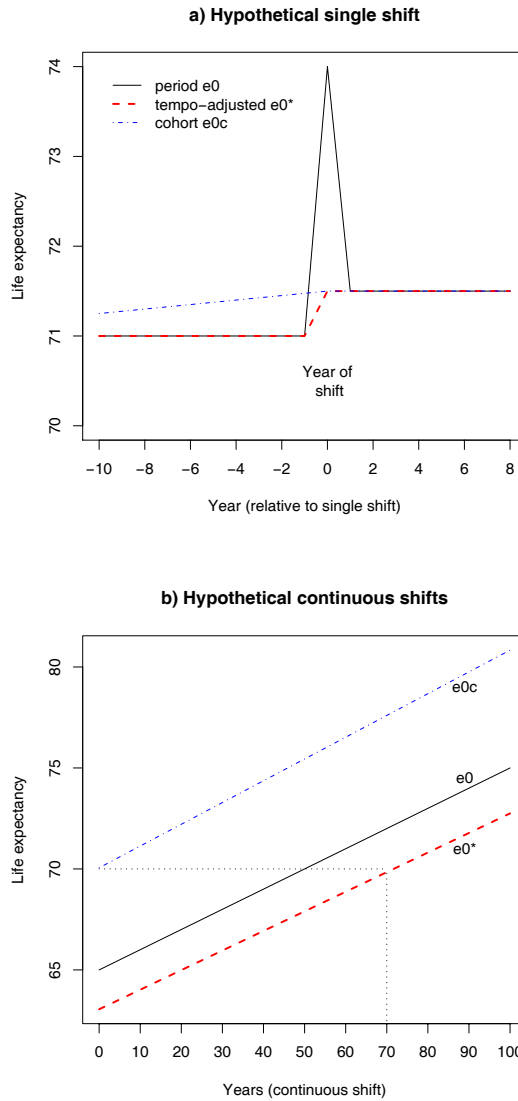 a) Hypothetical single shift
period e0
tempo-adjusted e0*
cohort e0c
Life expectancy
74
73
72
71
70
Year of
shift
−10 −8 −6 −4 −2 0 2 4 6 8
Year (relative to single shift)
b) Hypothetical continuous shifts
Life expectancy
80
75
70
65
e0c
e0
e0*
0 10 20 30 40 50 60 70 80 90 100
Years (continuous shift)